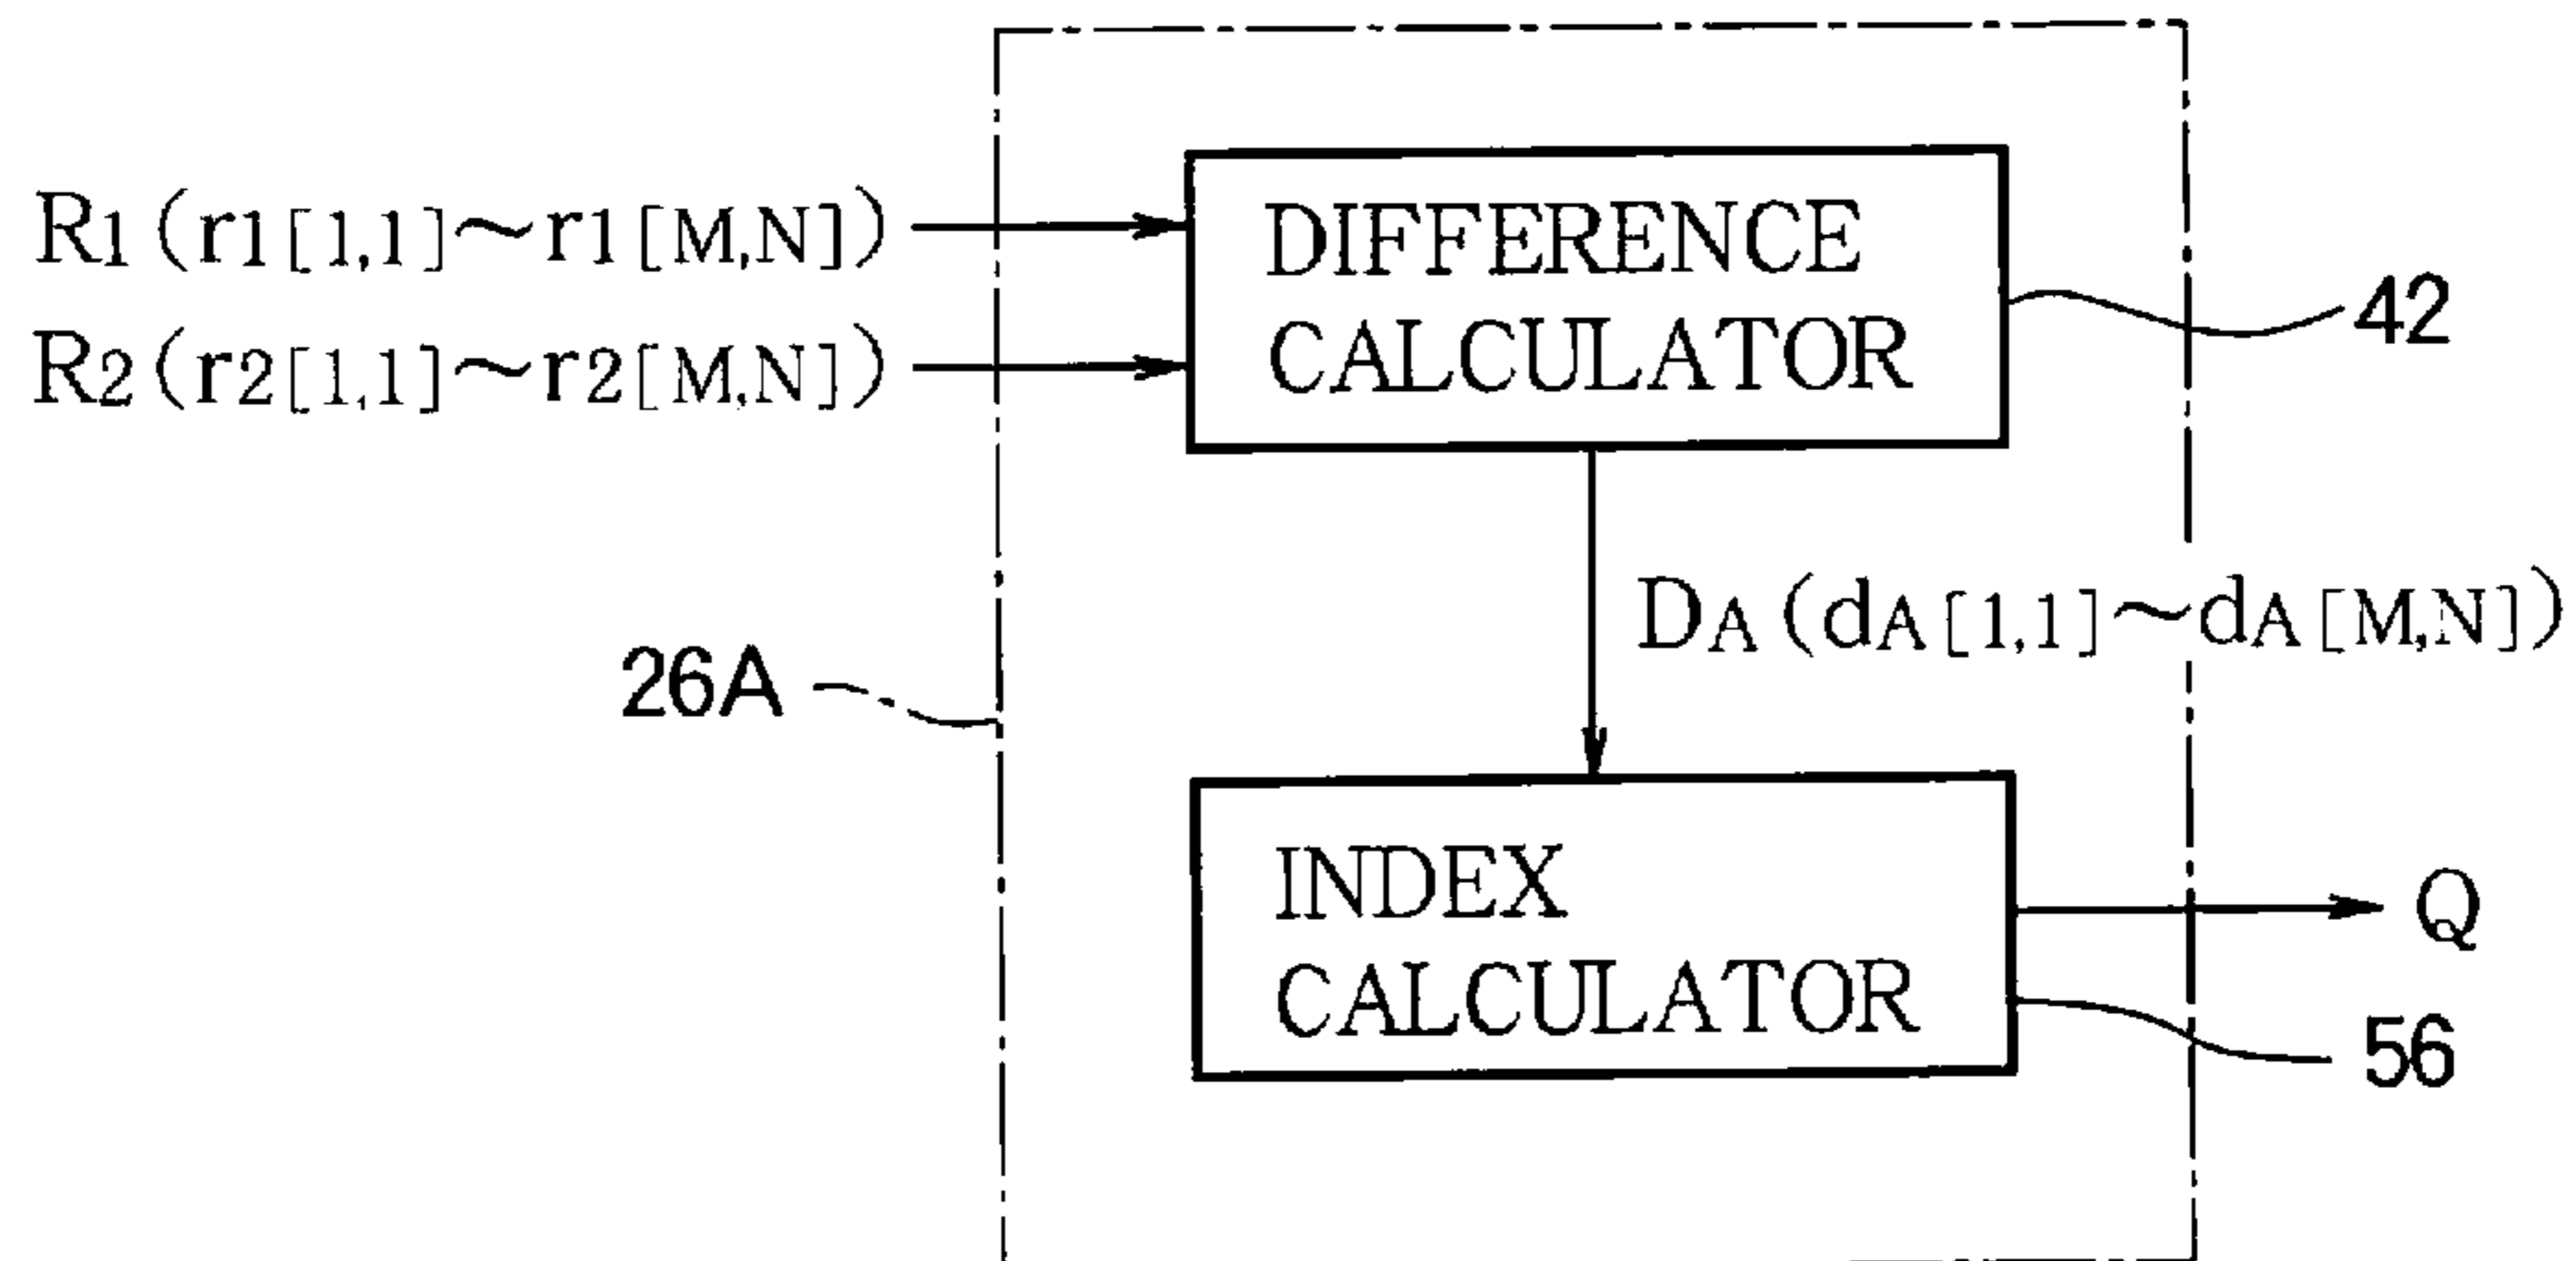 R1(r1[1,1]~r1[M,N])
R2(r2[1,1]~r2[M,N])
DIFFERENCE
CALCULATOR
42
DA(dA[1,1]~dA[M,N])
26A
INDEX
CALCULATOR
Q
56